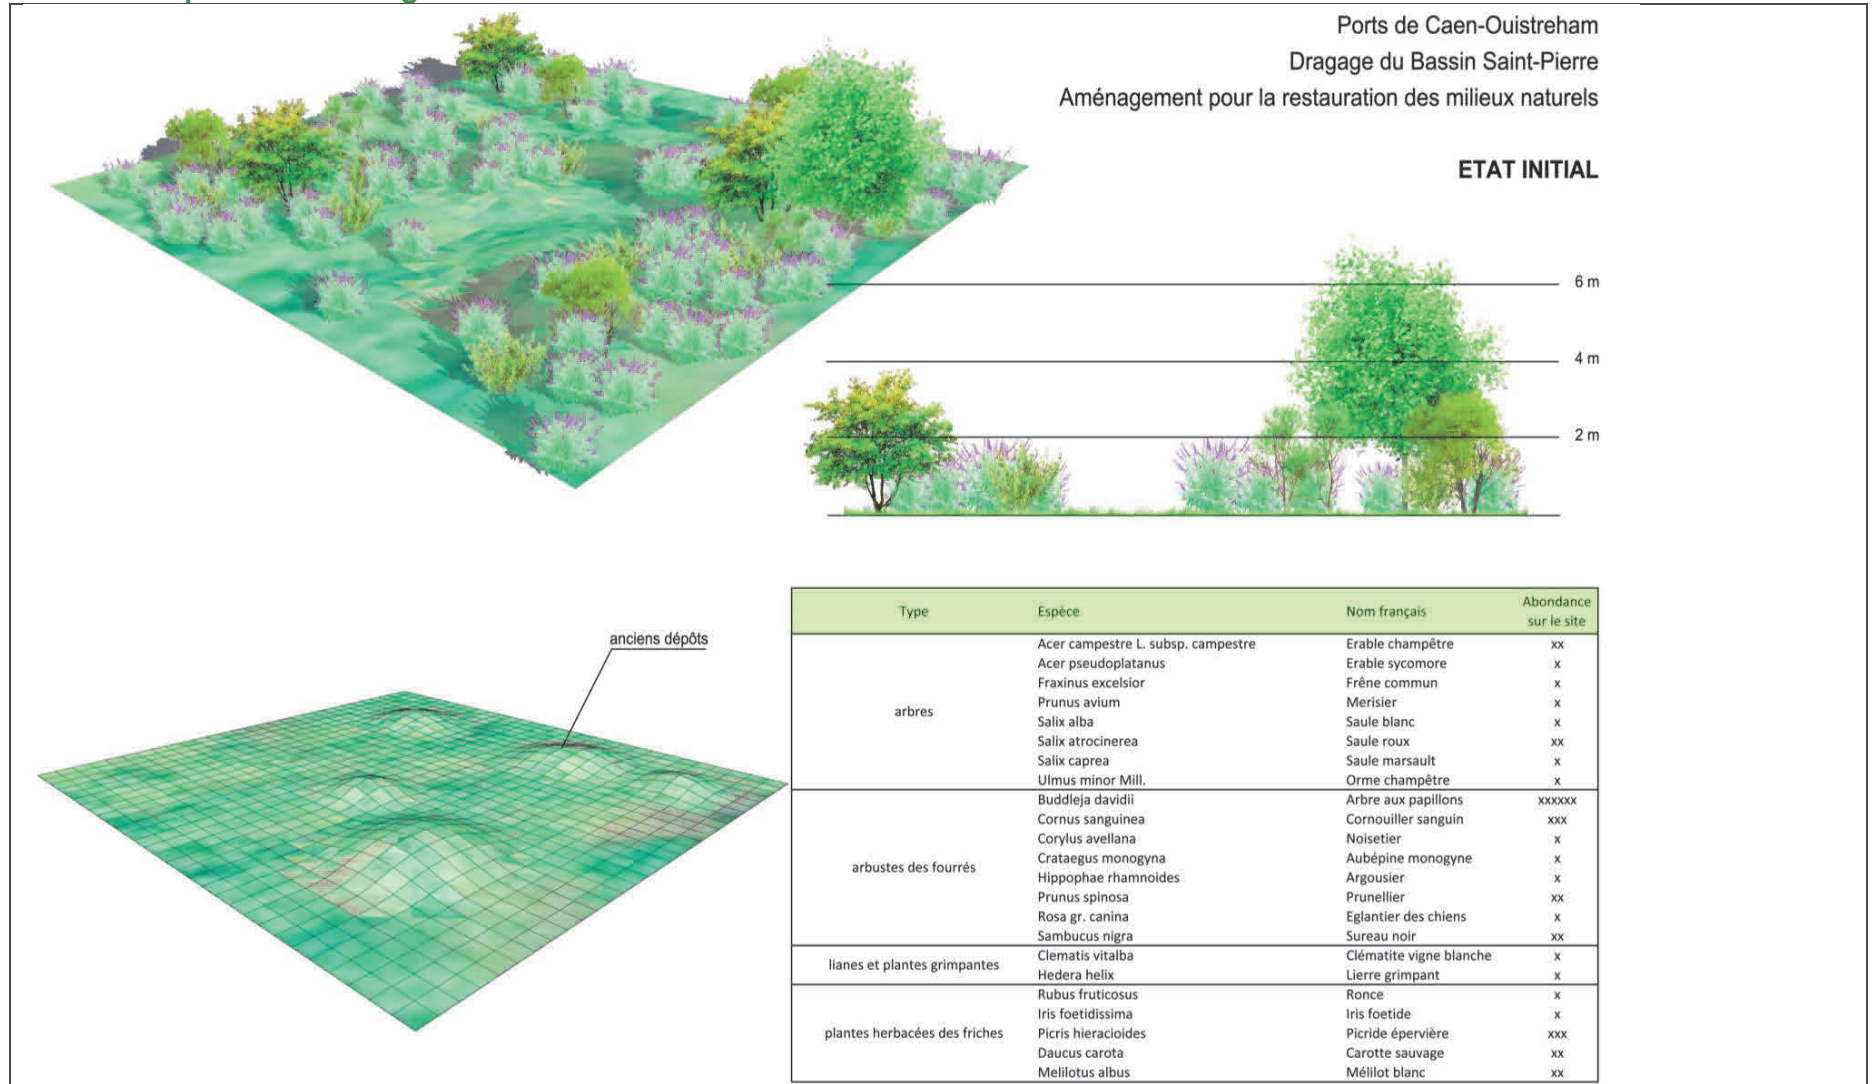 Ports de Caen-Ouistreham
Dragage du Bassin Saint-Pierre
Aménagement pour la restauration des milieux naturels
ETAT INITIAL
6 m
4 m
2 m
anciens dépôts
Type Espèce Nom français Abondance sur le site
arbres
Acer campestre L. subsp. campestre Erable champêtre xx
Acer pseudoplatanus Erable sycomore x
Fraxinus excelsior Frêne commun x
Prunus avium Merisier x
Salix alba Saule blanc x
Salix atrocinerea Saule roux xx
Salix caprea Saule marsault x
Ulmus minor Mill. Orme champêtre x
arbustes des fourrés
Buddleja davidii Arbre aux papillons xxxxxx
Cornus sanguinea Cornouiller sanguin xxx
Corylus avellana Noisetier x
Crataegus monogyna Aubépine monogyne x
Hippophae rhamnoides Argousier x
Prunus spinosa Prunellier xx
Rosa gr. canina Eglantier des chiens x
Sambucus nigra Sureau noir xx
lianes et plantes grimpantes
Clematis vitalba Clématite vigne blanche x
Hedera helix Lierre grimpant x
plantes herbacées des friches
Rubus fruticosus Ronce x
Iris foetidissima Iris foetide x
Picris hieracioides Picride épervière xxx
Daucus carota Carotte sauvage xx
Melilotus albus Mélilot blanc xx